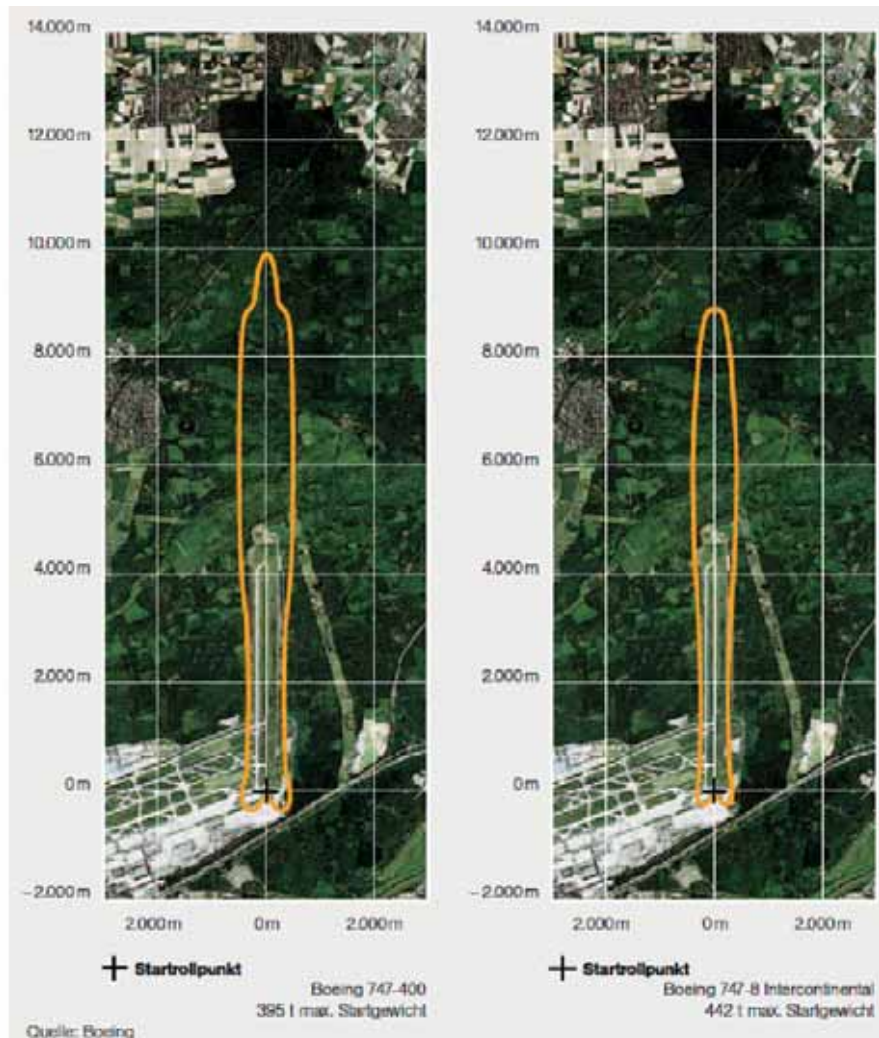 14.000 m
12.000 m
10.000 m
8.000 m
6.000 m
4.000 m
2.000 m
0 m
−2.000 m
2.000 m 0 m 2.000 m
Startrollpunkt
Boeing 747-400
395 t max. Startgewicht
Quelle: Boeing
14.000 m
12.000 m
10.000 m
8.000 m
6.000 m
4.000 m
2.000 m
0 m
−2.000 m
2.000 m 0 m 2.000 m
Startrollpunkt
Boeing 747-8 Intercontinental
442 t max. Startgewicht